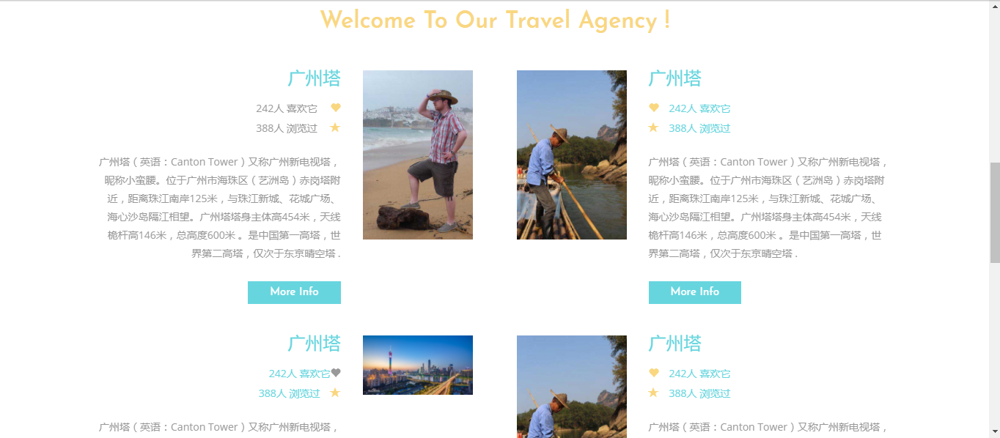 Welcome To Our Travel Agency !
广州塔
242人 喜欢它
388人 浏览过
广州塔（英语：Canton Tower）又称广州新电视塔，
昵称小蛮腰。位于广州市海珠区（艺洲岛）赤岗塔附
近，距离珠江南岸125米，与珠江新城、花城广场、
海心沙岛隔江相望。广州塔塔身主体高454米，天线
桅杆高146米，总高度600米 。是中国第一高塔，世
界第二高塔，仅次于东京晴空塔 .
More Info
广州塔
242人 喜欢它
388人 浏览过
广州塔（英语：Canton Tower）又称广州新电视塔，
昵称小蛮腰。位于广州市海珠区（艺洲岛）赤岗塔附
近，距离珠江南岸125米，与珠江新城、花城广场、
海心沙岛隔江相望。广州塔塔身主体高454米，天线
桅杆高146米，总高度600米 。是中国第一高塔，世
界第二高塔，仅次于东京晴空塔 .
More Info
广州塔
242人 喜欢它
388人 浏览过
广州塔（英语：Canton Tower）又称广州新电视塔，
广州塔
242人 喜欢它
388人 浏览过
广州塔（英语：Canton Tower）又称广州新电视塔，